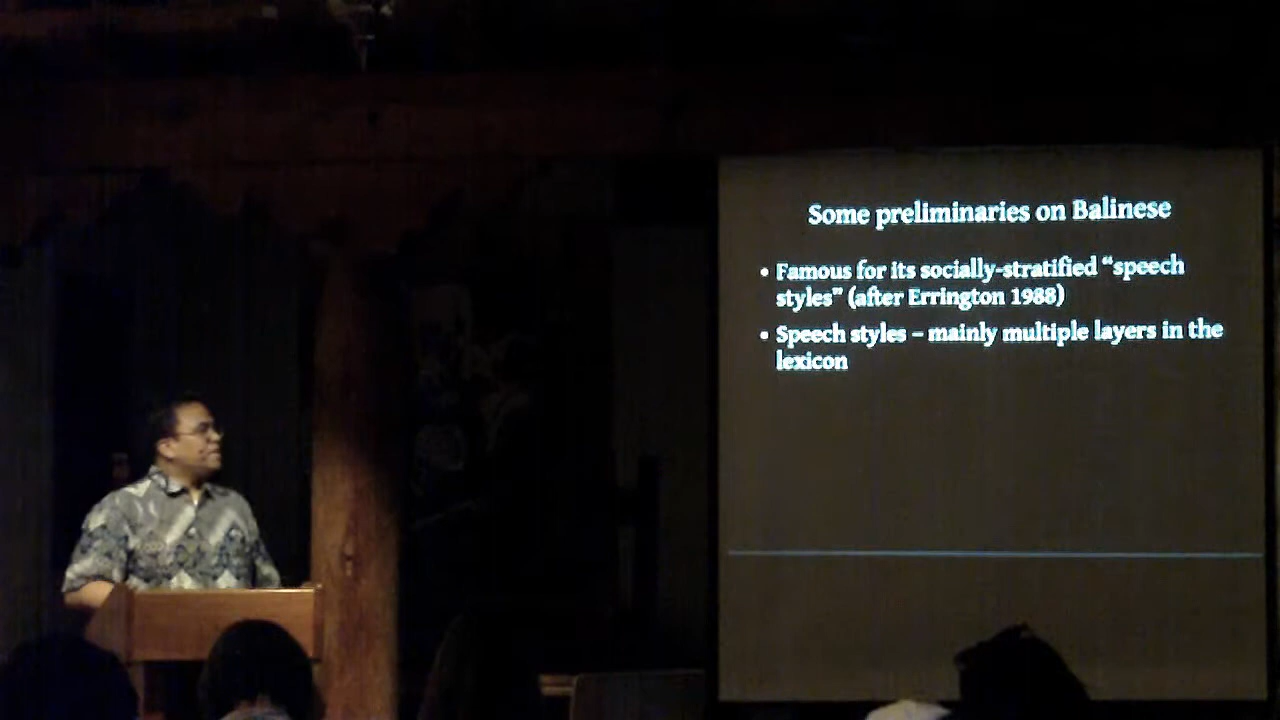 Some preliminaries on Balinese
• Famous for its socially-stratified “speech
styles” (after Errington 1988)
• Speech styles – mainly multiple layers in the
lexicon